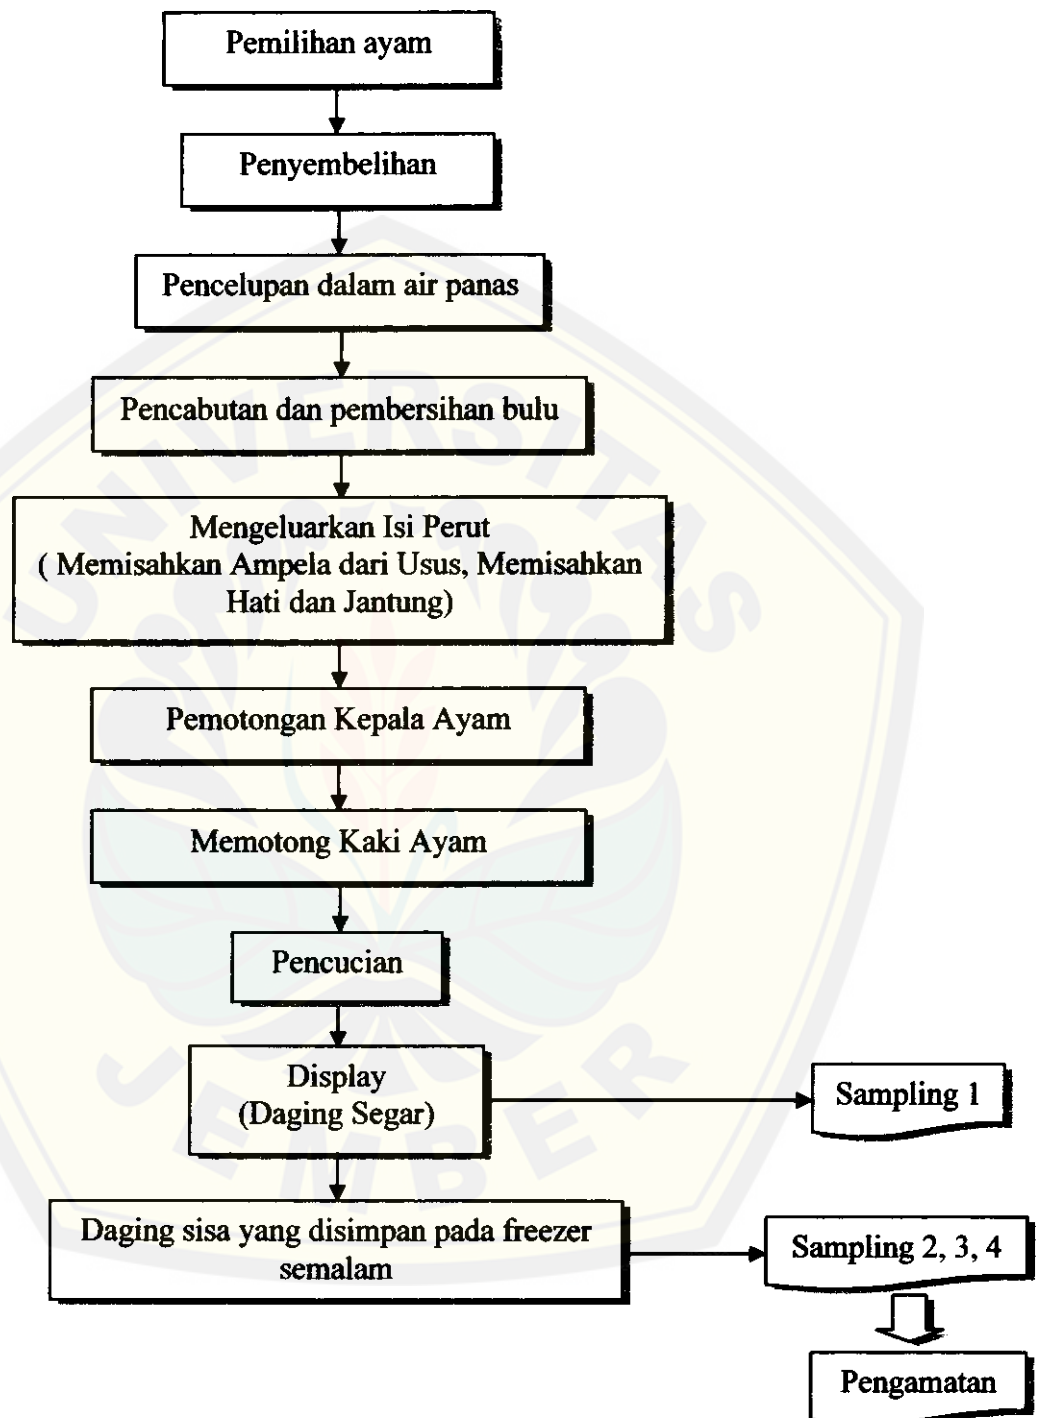 Pemilihan ayam
Penyembelihan
Pencelupan dalam air panas
Pencabutan dan pembersihan bulu
Mengeluarkan Isi Perut
( Memisahkan Ampela dari Usus, Memisahkan
Hati dan Jantung)
Pemotongan Kepala Ayam
Memotong Kaki Ayam
Pencucian
Display
(Daging Segar)
Sampling 1
Daging sisa yang disimpan pada freezer
semalam
Sampling 2, 3, 4
Pengamatan
UNIVERSITAS
JEMBER